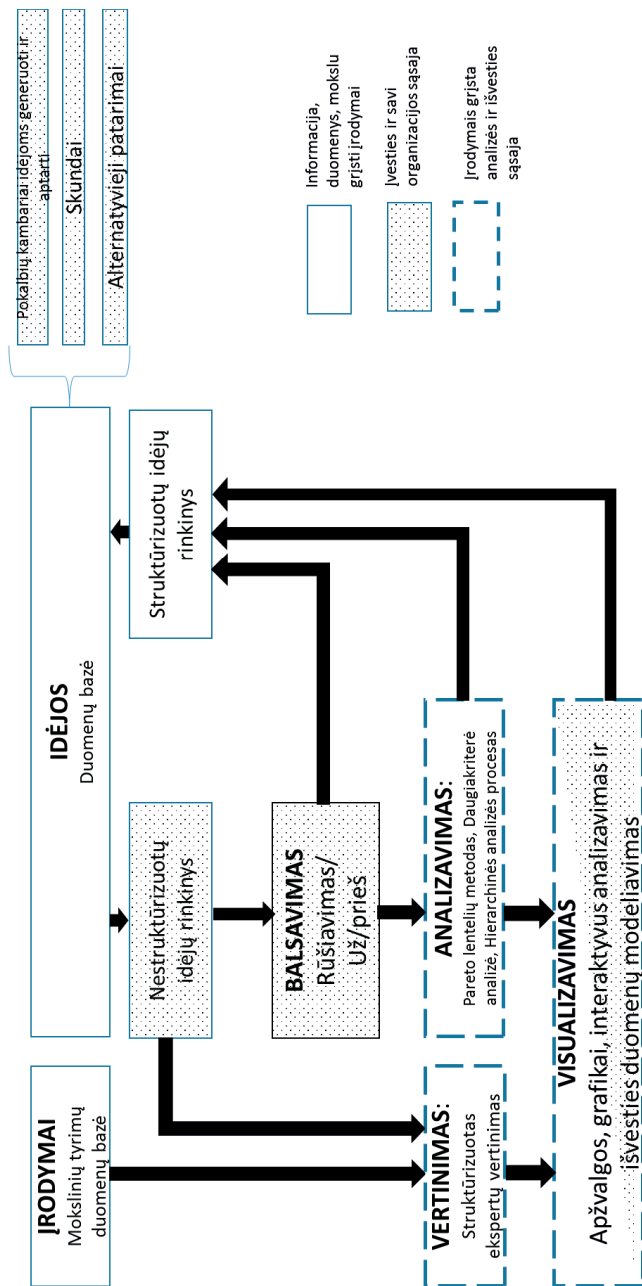 ĮRODYMAI
Mokslinių tyrimų
duomenų bazė
IDĖJOS
Duomenų bazė
Pokalbių kambariai idėjoms generuoti ir
aptarti
Skundai
Alternatyvieji patarimai
Nestruktūrizuotų
idėjų rinkinys
Struktūrizuotų idėjų
rinkinys
BALSAVIMAS
Rūšiavimas/
Už/prieš
VERTINIMAS:
Struktūrizuotas
ekspertų vertinimas
ANALIZAVIMAS:
Pareto lentelių metodas, Daugiakriterė
analizė, Hierarchinės analizės procesas
VISUALIZAVIMAS
Apžvalgos, grafikai, interaktyvus analizavimas ir
išvesties duomenų modeliavimas
Informacija,
duomenys, mokslu
grįsti įrodymai
Įvesties ir savi
organizacijos sąsaja
Įrodymais grįsta
analizės ir išvesties
sąsaja